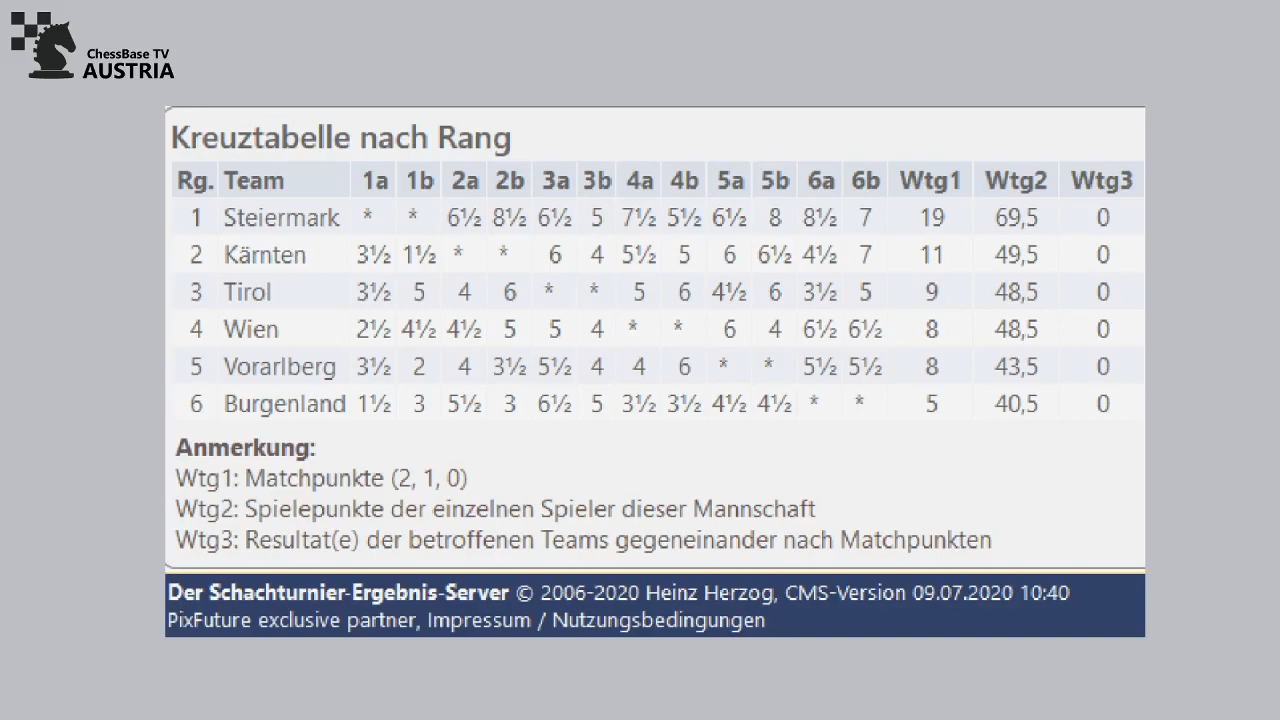 ChessBase TV
AUSTRIA
Kreuztabelle nach Rang
Rg. Team 1a 1b 2a 2b 3a 3b 4a 4b 5a 5b 6a 6b Wtg1 Wtg2 Wtg3
1 Steiermark * * 6½ 8½ 6½ 5 7½ 5½ 6½ 8 8½ 7 19 69,5 0
2 Kärnten 3½ 1½ * * 6 4 5½ 5 6 6½ 4½ 7 11 49,5 0
3 Tirol 3½ 5 4 6 * * 5 6 4½ 6 3½ 5 9 48,5 0
4 Wien 2½ 4½ 4½ 5 5 4 * * 6 4 6½ 6½ 8 48,5 0
5 Vorarlberg 3½ 2 4 3½ 5½ 4 4 6 * * 5½ 5½ 8 43,5 0
6 Burgenland 1½ 3 5½ 3 6½ 5 3½ 3½ 4½ 4½ * * 5 40,5 0
Anmerkung:
Wtg1: Matchpunkte (2, 1, 0)
Wtg2: Spielepunkte der einzelnen Spieler dieser Mannschaft
Wtg3: Resultat(e) der betroffenen Teams gegeneinander nach Matchpunkten
Der Schachturnier-Ergebnis-Server © 2006-2020 Heinz Herzog, CMS-Version 09.07.2020 10:40
PixFuture exclusive partner, Impressum / Nutzungsbedingungen